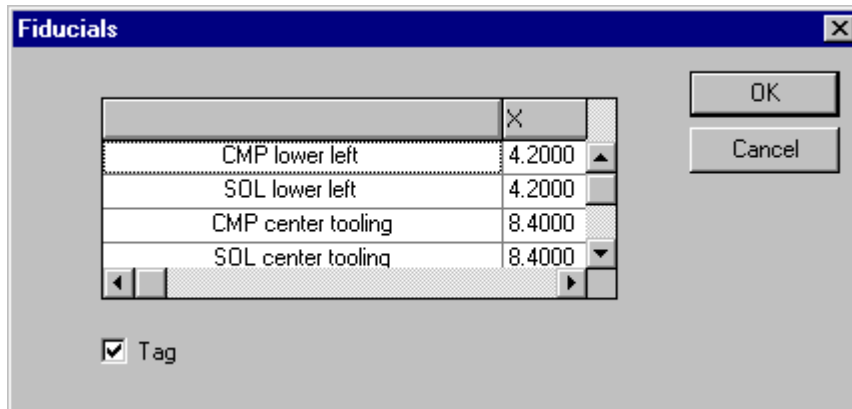 Fiducials
OK
X
CMP lower left 4.2000
Cancel
SOL lower left 4.2000
CMP center tooling 8.4000
SOL center tooling 8.4000
Tag